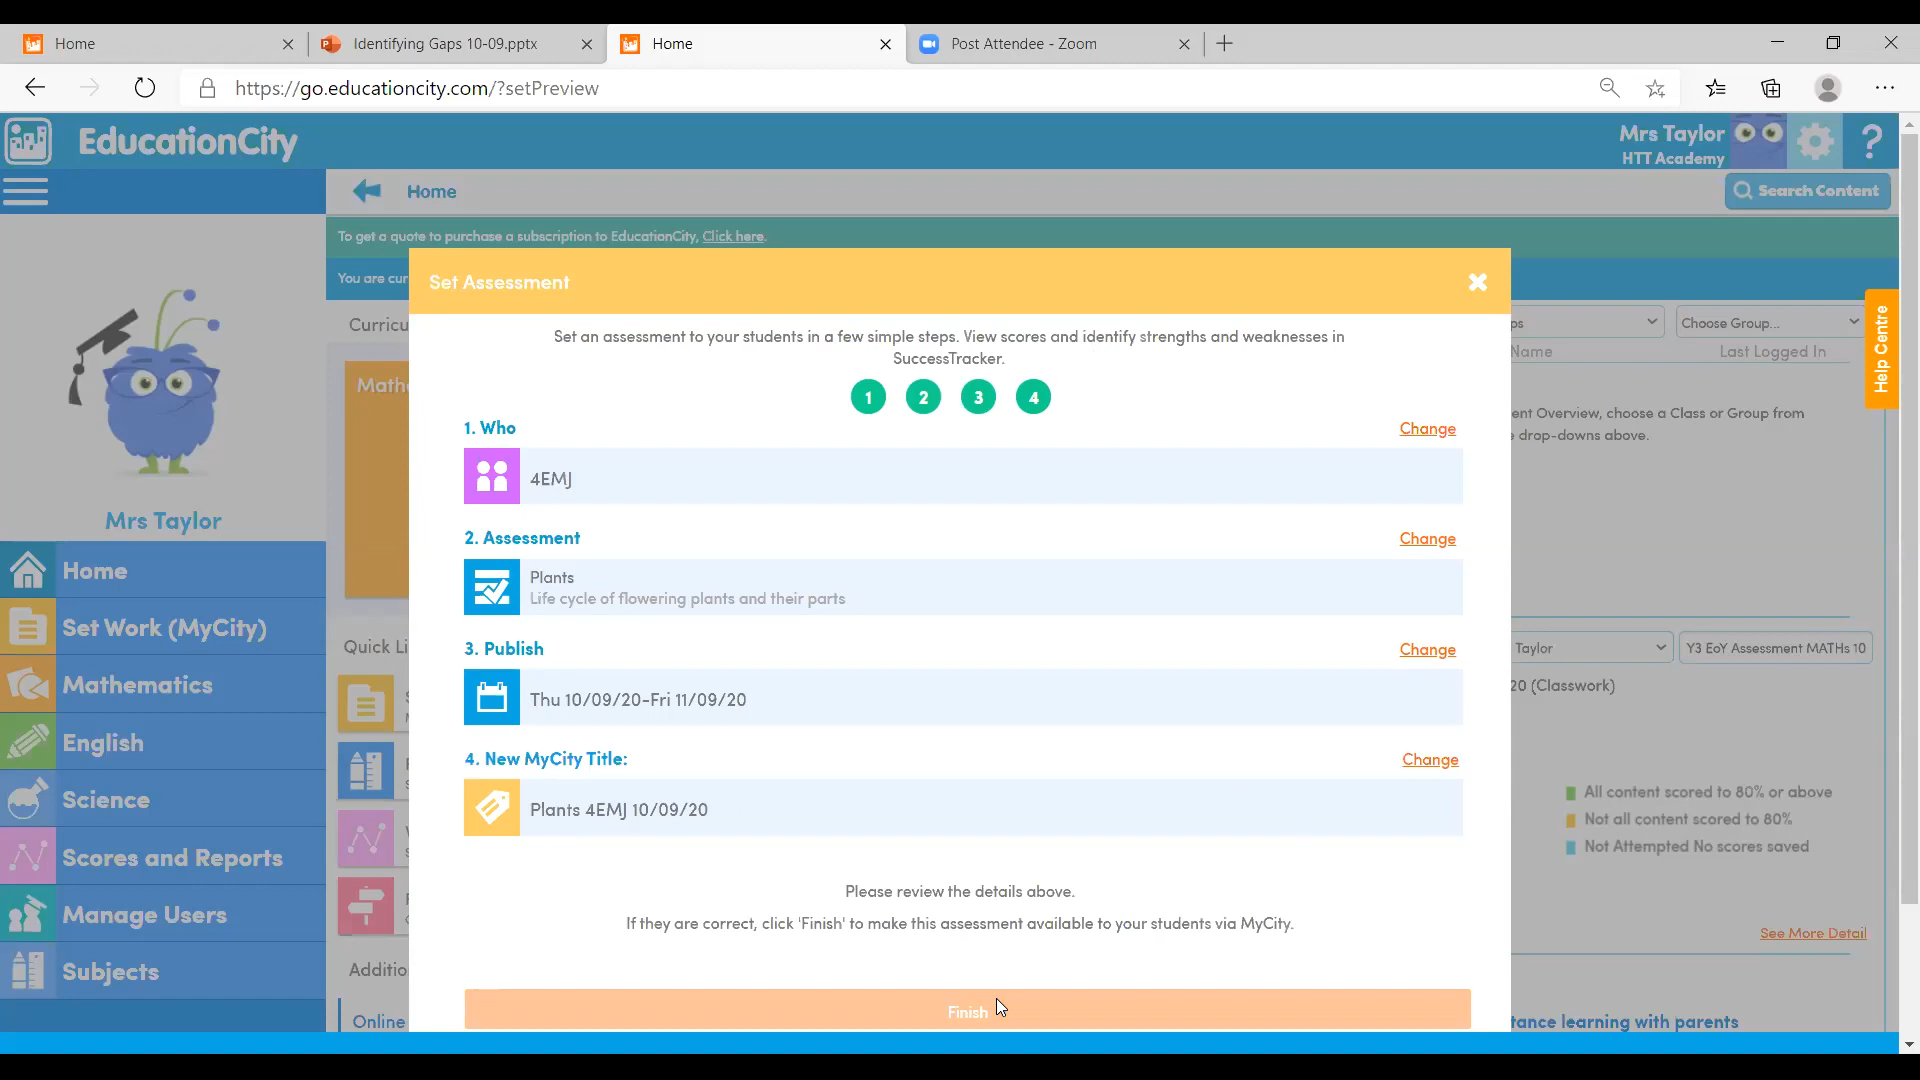 Home
Identifying Gaps 10-09.pptx
Home
Post Attendee - Zoom
https://go.educationcity.com/?setPreview
EducationCity
Mrs Taylor
HTT Academy
?
Home
Search Content
To get a quote to purchase a subscription to EducationCity, Click here.
You are cur
Set Assessment
Set an assessment to your students in a few simple steps. View scores and identify strengths and weaknesses in
SuccessTracker.
1 2 3 4
1. Who
Change
4EMJ
2. Assessment
Change
Plants
Life cycle of flowering plants and their parts
3. Publish
Change
Thu 10/09/20-Fri 11/09/20
4. New MyCity Title:
Change
Plants 4EMJ 10/09/20
Please review the details above.
If they are correct, click 'Finish' to make this assessment available to your students via MyCity.
Finish
Mrs Taylor
Home
Set Work (MyCity)
Mathematics
English
Science
Scores and Reports
Manage Users
Subjects
Curricu
Mathe
Quick Li
Additio
Online
ps
Choose Group...
Name
Last Logged In
Help Centre
ent Overview, choose a Class or Group from
drop-downs above.
Taylor
Y3 EoY Assessment MATHs 10
20 (Classwork)
All content scored to 80% or above
Not all content scored to 80%
Not Attempted No scores saved
See More Detail
tance learning with parents